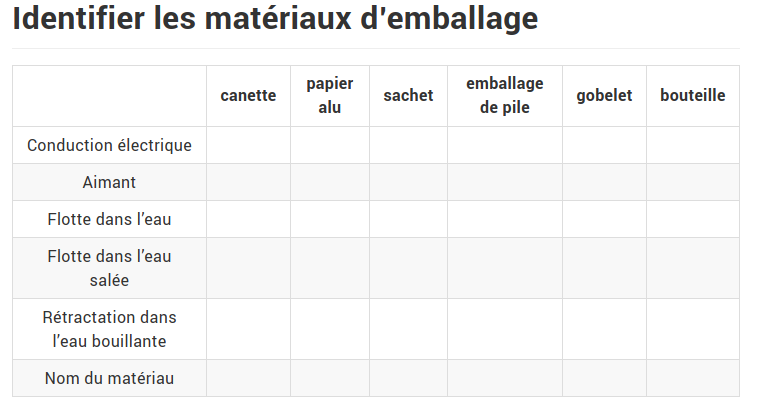 Identifier les matériaux d'emballage
canette
papier
alu
sachet
emballage
de pile
gobelet
bouteille
Conduction électrique
Aimant
Flotte dans l'eau
Flotte dans l'eau
salée
Rétractation dans
l'eau bouillante
Nom du matériau